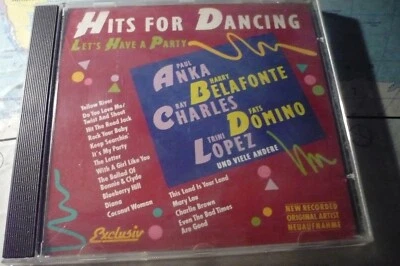 HITS FOR DANCING
LET'S HAVE A PARTY
PAUL
ANKA
HARRY
BELAFONTE
RAY
CHARLES
FATS
DOMINO
TRINI
LOPEZ
UND VIELE ANDERE
Yellow River
Do You Love Me?
Twist And Shout
Hit The Road Jack
Rock Your Baby
Keep Searchin'
It's My Party
The Letter
With A Girl Like You
The Ballad Of
Bonnie & Clyde
Blueberry Hill
Diana
Coconut Woman
This Land Is Your Land
Mary Lou
Charlie Brown
Even The Bad Times
Are Good
Exclusiv
NEW RECORDED
ORIGINAL ARTIST
NEUAUFNAHME